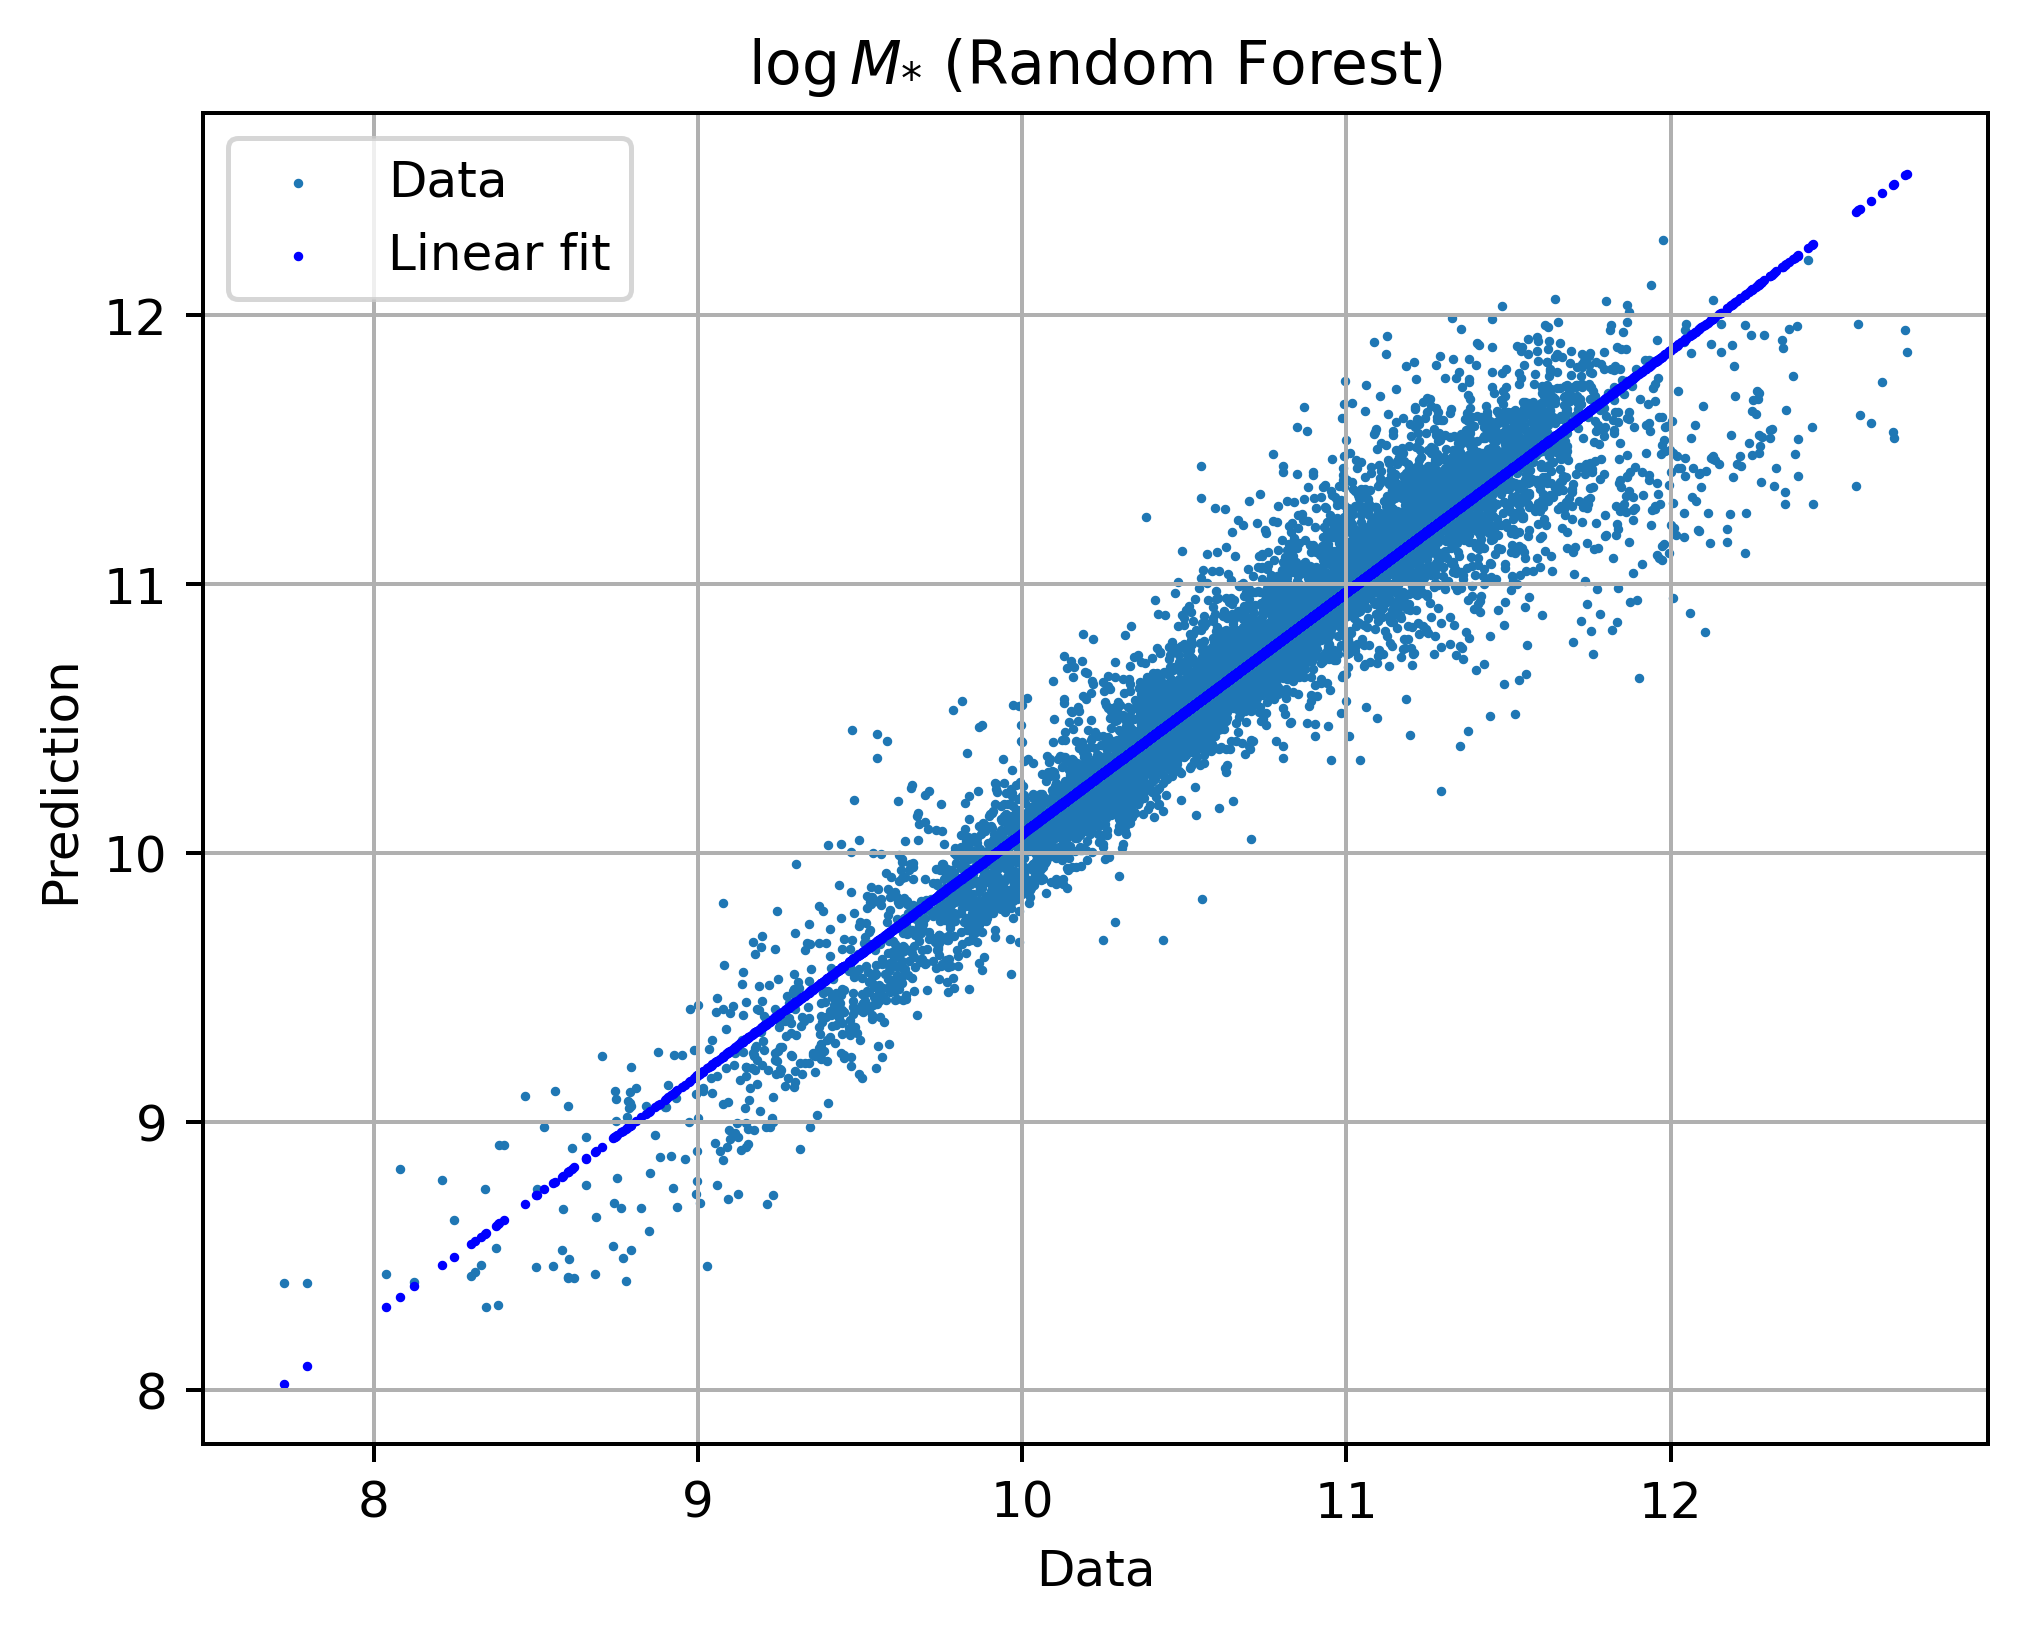 log M* (Random Forest)
Data
Linear fit
12
11
10
9
8
Prediction
8 9 10 11 12
Data